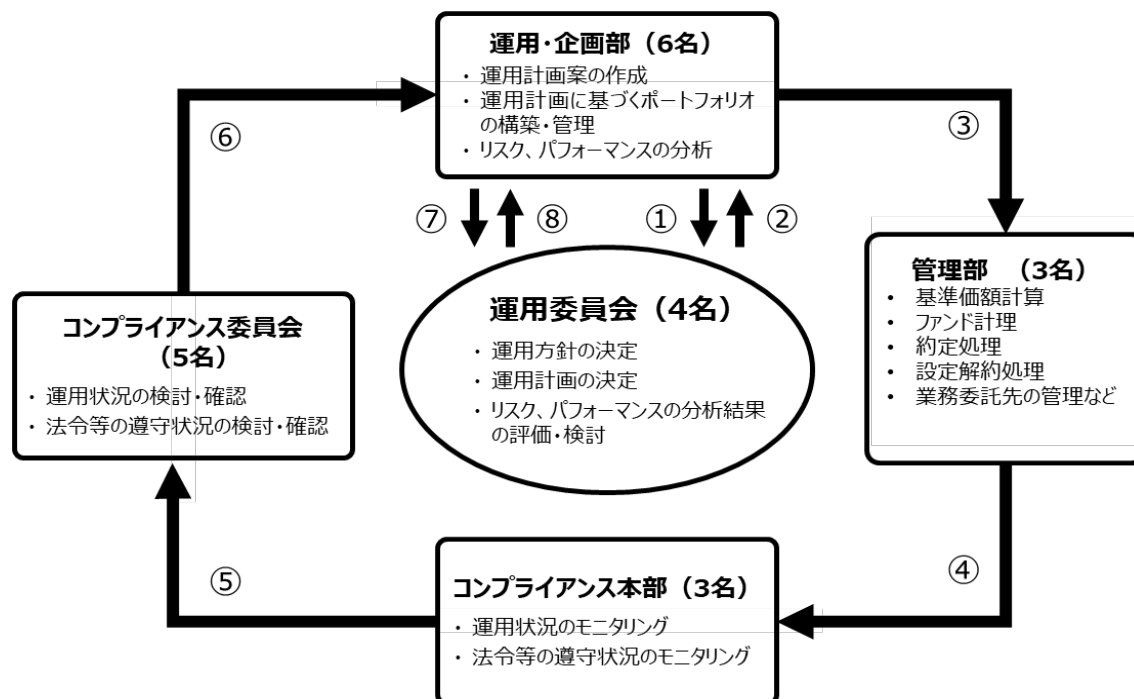 運用・企画部（6名）
・ 運用計画案の作成
・ 運用計画に基づくポートフォリオ
の構築・管理
・ リスク、パフォーマンスの分析
⑥
③
⑦
⑧
①
②
運用委員会（4名）
・ 運用方針の決定
・ 運用計画の決定
・ リスク、パフォーマンスの分析結果
の評価・検討
管理部 （3名）
• 基準価額計算
• ファンド計理
• 約定処理
• 設定解約処理
• 業務委託先の管理など
コンプライアンス委員会
（5名）
・ 運用状況の検討・確認
・ 法令等の遵守状況の検討・確認
⑤
④
コンプライアンス本部（3名）
・ 運用状況のモニタリング
・ 法令等の遵守状況のモニタリング